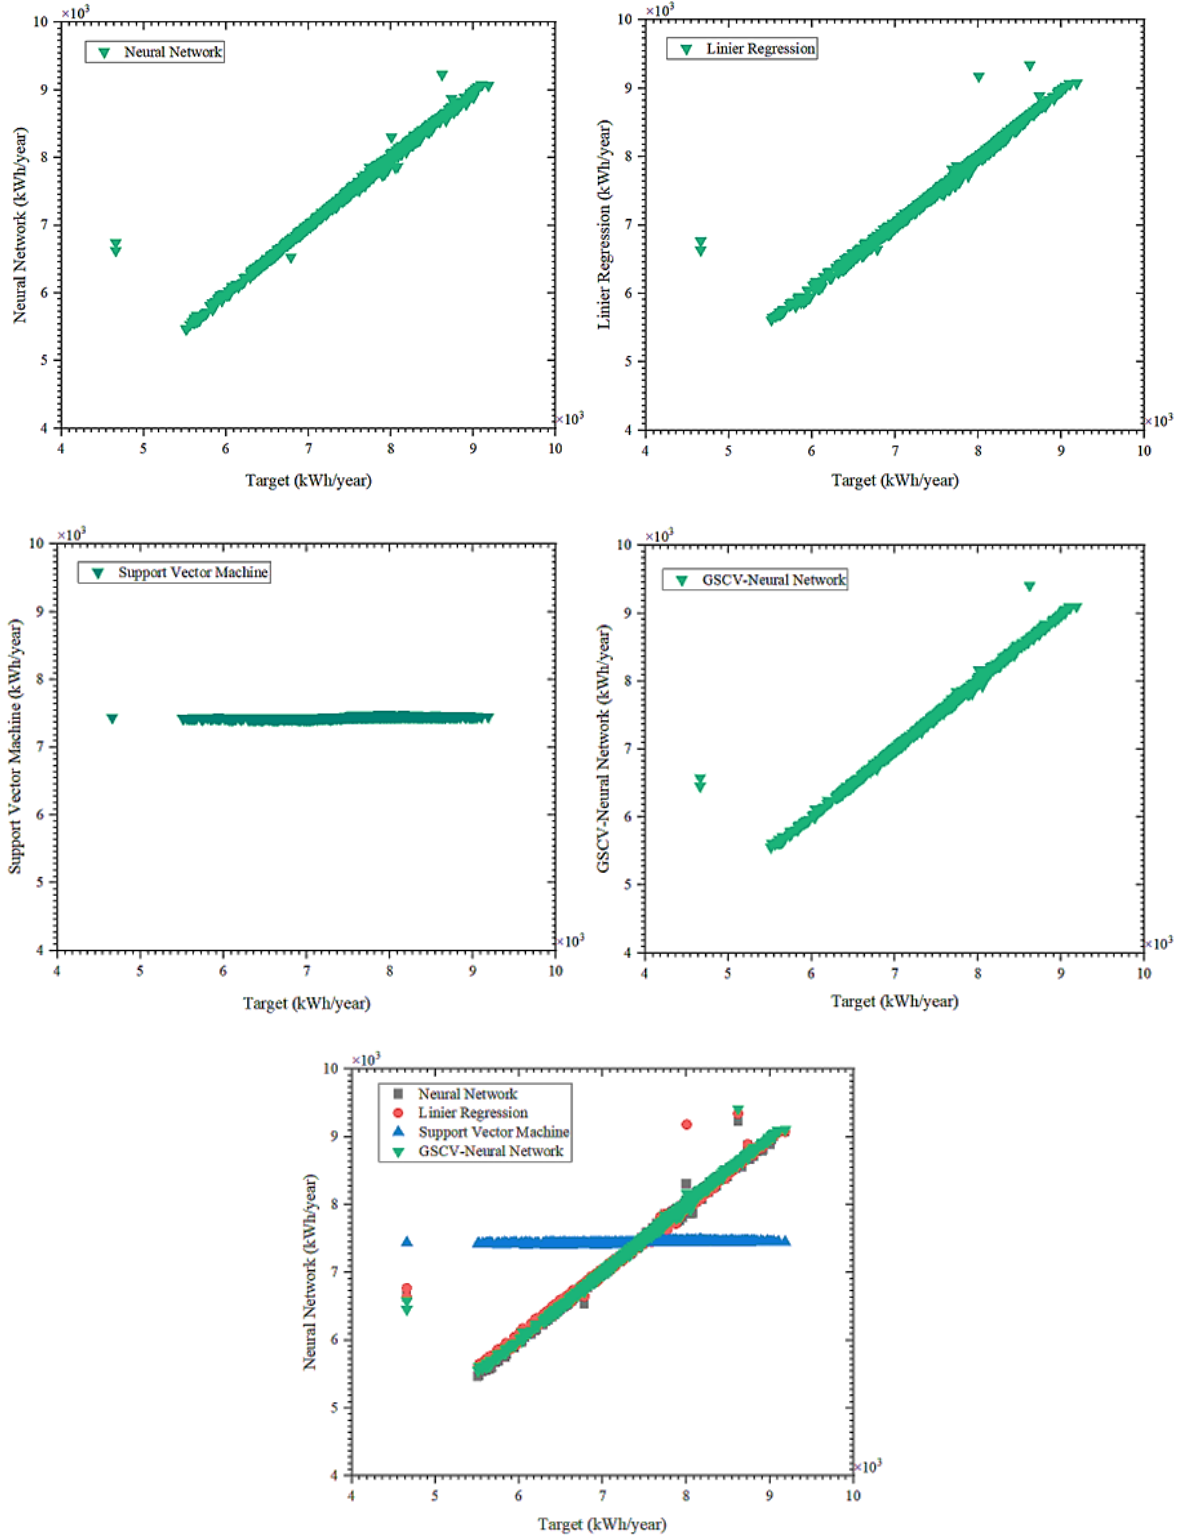 ×10³
10
9
8
7
6
5
4
Neural Network
Neural Network (kWh/year)
×10³
4 5 6 7 8 9 10
Target (kWh/year)
×10³
10
9
8
7
6
5
4
Linier Regression
Linier Regression (kWh/year)
×10³
4 5 6 7 8 9 10
Target (kWh/year)
×10³
10
9
8
7
6
5
4
Support Vector Machine
Support Vector Machine (kWh/year)
×10³
4 5 6 7 8 9 10
Target (kWh/year)
×10³
10
9
8
7
6
5
4
GSCV-Neural Network
GSCV-Neural Network (kWh/year)
×10³
4 5 6 7 8 9 10
Target (kWh/year)
×10³
10
9
8
7
6
5
4
Neural Network
Linier Regression
Support Vector Machine
GSCV-Neural Network
Neural Network (kWh/year)
×10³
4 5 6 7 8 9 10
Target (kWh/year)